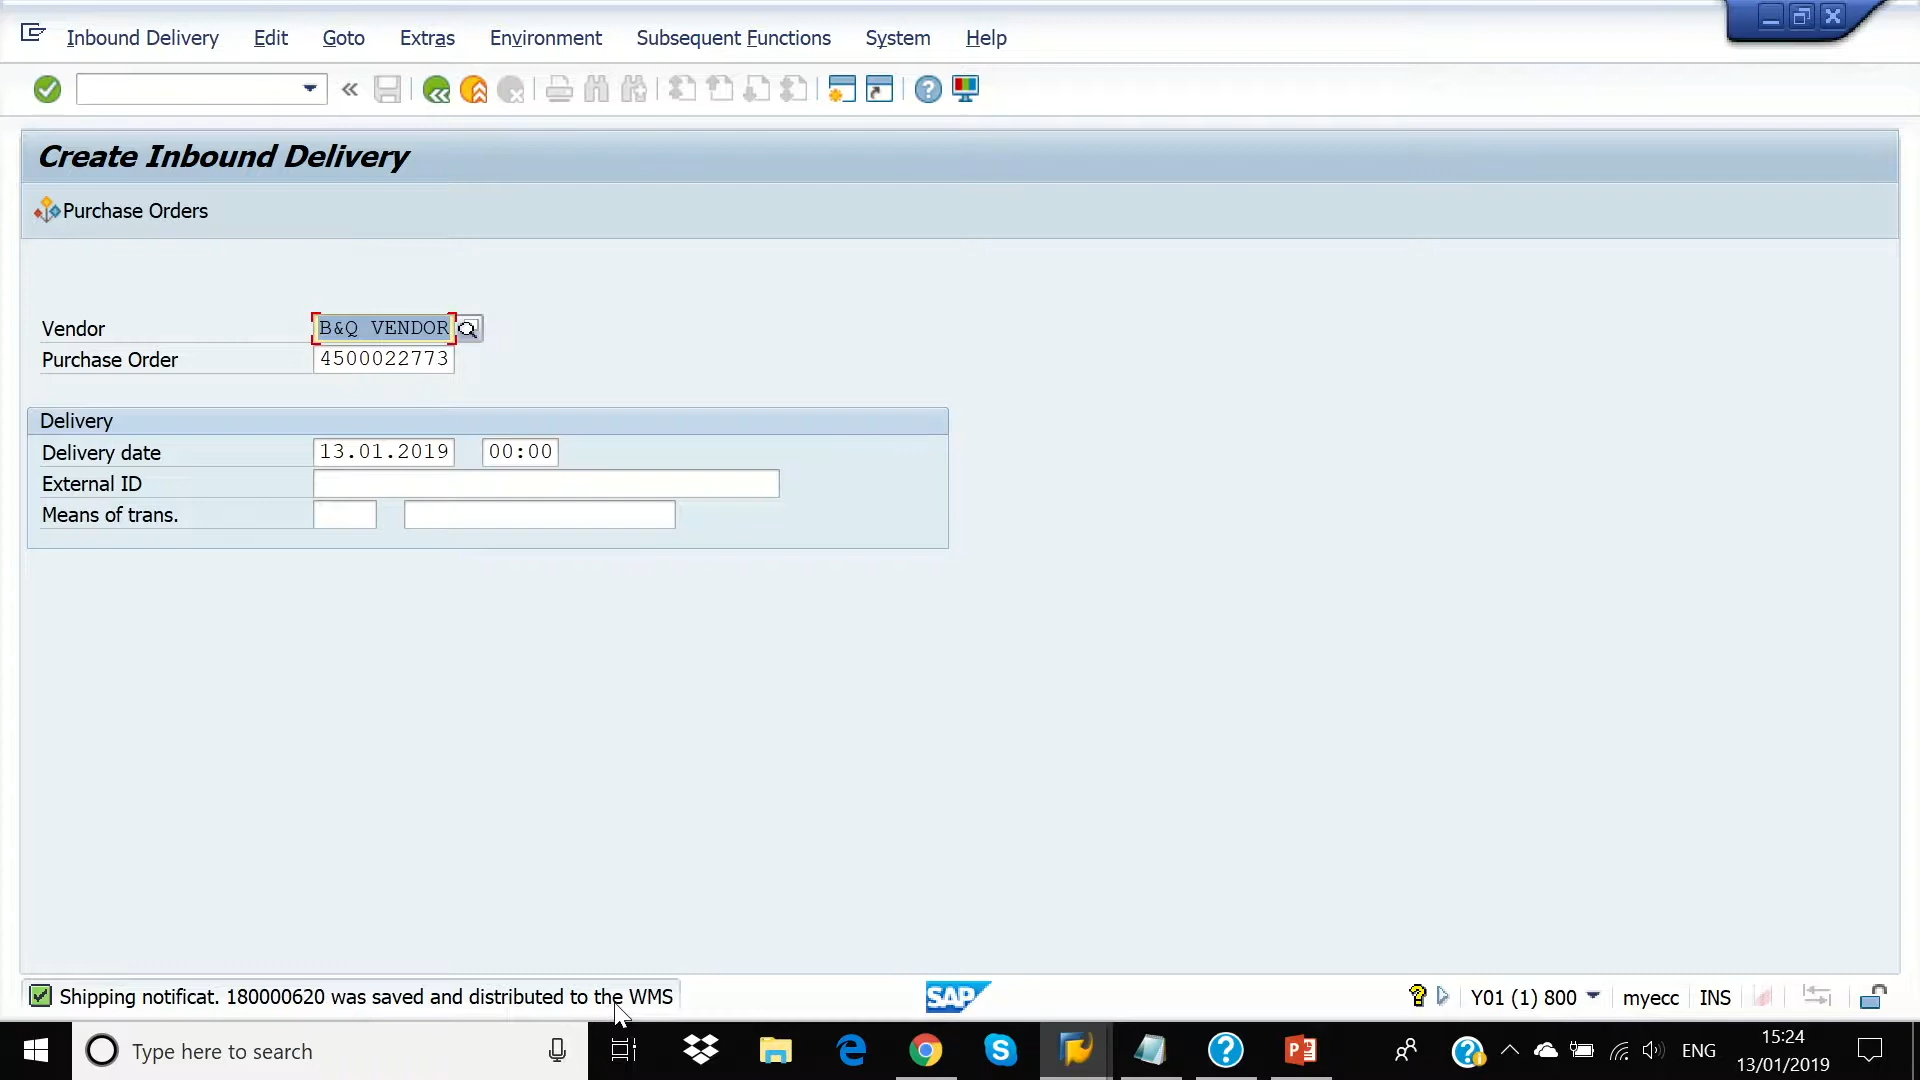 Inbound Delivery Edit Goto Extras Environment Subsequent Functions System Help
Create Inbound Delivery
Purchase Orders
Vendor B&Q VENDOR
Purchase Order 4500022773
Delivery
Delivery date 13.01.2019 00:00
External ID
Means of trans.
Shipping notificat. 180000620 was saved and distributed to the WMS SAP Y01 (1) 800 myecc INS
Type here to search ENG 15:24
13/01/2019